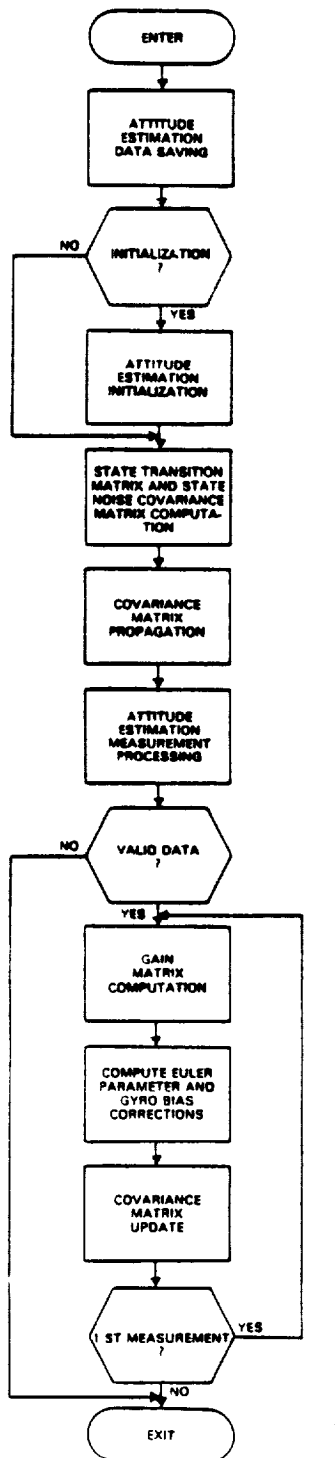 ENTER
ATTITUDE
ESTIMATION
DATA SAVING
INITIALIZATION
?
NO
YES
ATTITUDE
ESTIMATION
INITIALIZATION
STATE TRANSITION
MATRIX AND STATE
NOISE COVARIANCE
MATRIX COMPUTA-
TION
COVARIANCE
MATRIX
PROPAGATION
ATTITUDE
ESTIMATION
MEASUREMENT
PROCESSING
NO
VALID DATA
?
YES
GAIN
MATRIX
COMPUTATION
COMPUTE EULER
PARAMETER AND
GYRO BIAS
CORRECTIONS
COVARIANCE
MATRIX
UPDATE
1 ST MEASUREMENT
?
YES
NO
EXIT